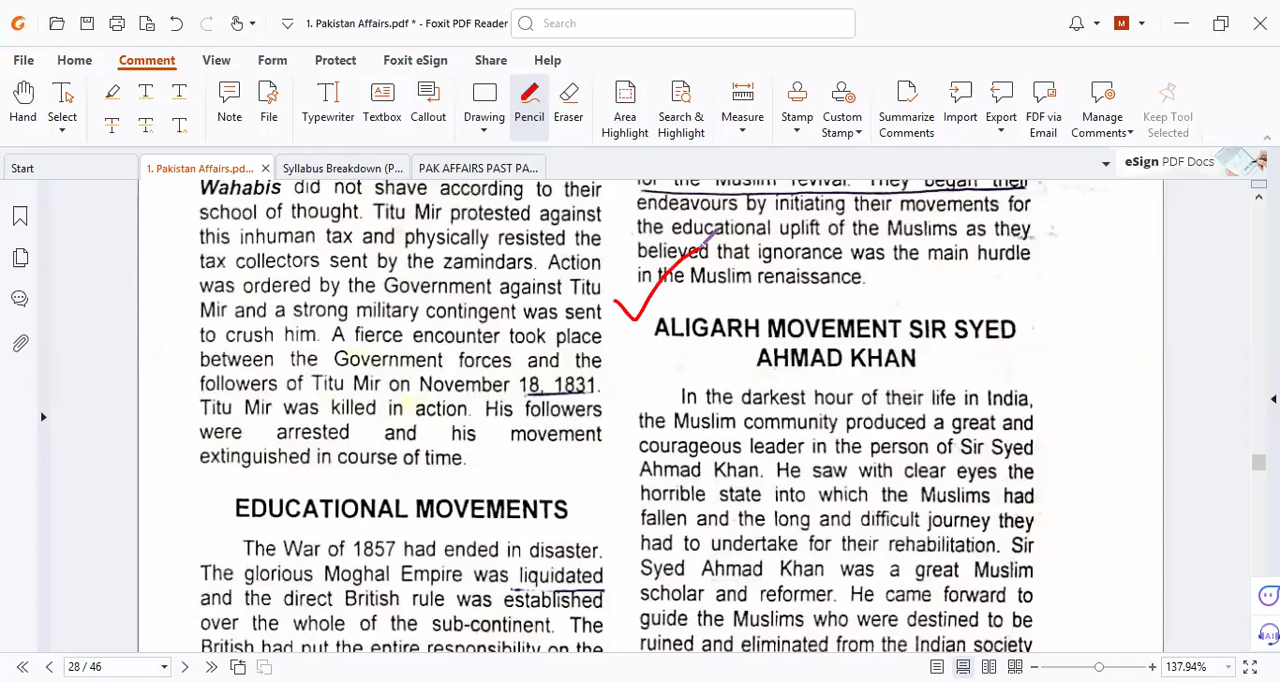 1. Pakistan Affairs.pdf * - Foxit PDF Reader
Search
M
File Home Comment View Form Protect Foxit eSign Share Help
Hand Select Note File Typewriter Textbox Callout Drawing Pencil Eraser Area Highlight Search & Highlight Measure Stamp Custom Stamp Summarize Comments Import Export FDF via Email Manage Comments Keep Tool Selected
Start 1. Pakistan Affairs.pd... Syllabus Breakdown (P... PAK AFFAIRS PAST PA... eSign PDF Docs
Wahabis did not shave according to their
school of thought. Titu Mir protested against
this inhuman tax and physically resisted the
tax collectors sent by the zamindars. Action
was ordered by the Government against Titu
Mir and a strong military contingent was sent
to crush him. A fierce encounter took place
between the Government forces and the
followers of Titu Mir on November 18, 1831.
Titu Mir was killed in action. His followers
were arrested and his movement
extinguished in course of time.
EDUCATIONAL MOVEMENTS
The War of 1857 had ended in disaster.
The glorious Moghal Empire was liquidated
and the direct British rule was established
over the whole of the sub-continent. The
British had put the entire responsibility on the
for the Muslim revival. They began their
endeavours by initiating their movements for
the educational uplift of the Muslims as they
believed that ignorance was the main hurdle
in the Muslim renaissance.
ALIGARH MOVEMENT SIR SYED
AHMAD KHAN
In the darkest hour of their life in India,
the Muslim community produced a great and
courageous leader in the person of Sir Syed
Ahmad Khan. He saw with clear eyes the
horrible state into which the Muslims had
fallen and the long and difficult journey they
had to undertake for their rehabilitation. Sir
Syed Ahmad Khan was a great Muslim
scholar and reformer. He came forward to
guide the Muslims who were destined to be
ruined and eliminated from the Indian society
28 / 46
137.94%